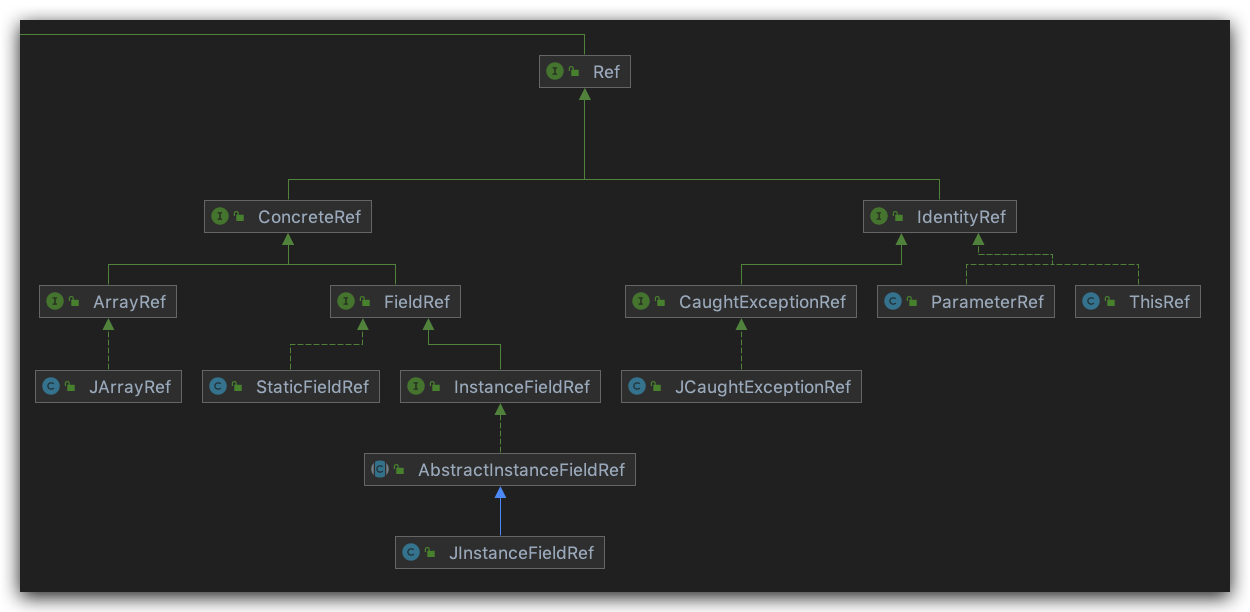 I Ref
I ConcreteRef
I IdentityRef
I ArrayRef
I FieldRef
I CaughtExceptionRef
C ParameterRef
C ThisRef
C JArrayRef
C StaticFieldRef
I InstanceFieldRef
C JCaughtExceptionRef
C AbstractInstanceFieldRef
C JInstanceFieldRef